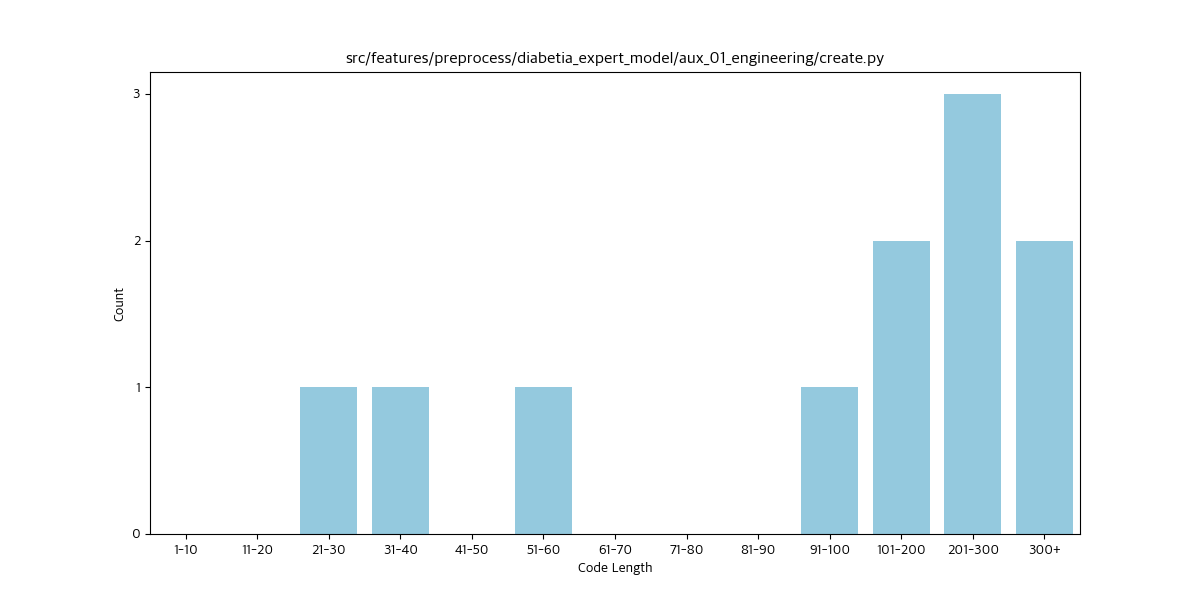 src/features/preprocess/diabetia_expert_model/aux_01_engineering/create.py
3
2
1
0
Count
1-10 11-20 21-30 31-40 41-50 51-60 61-70 71-80 81-90 91-100 101-200 201-300 300+
Code Length